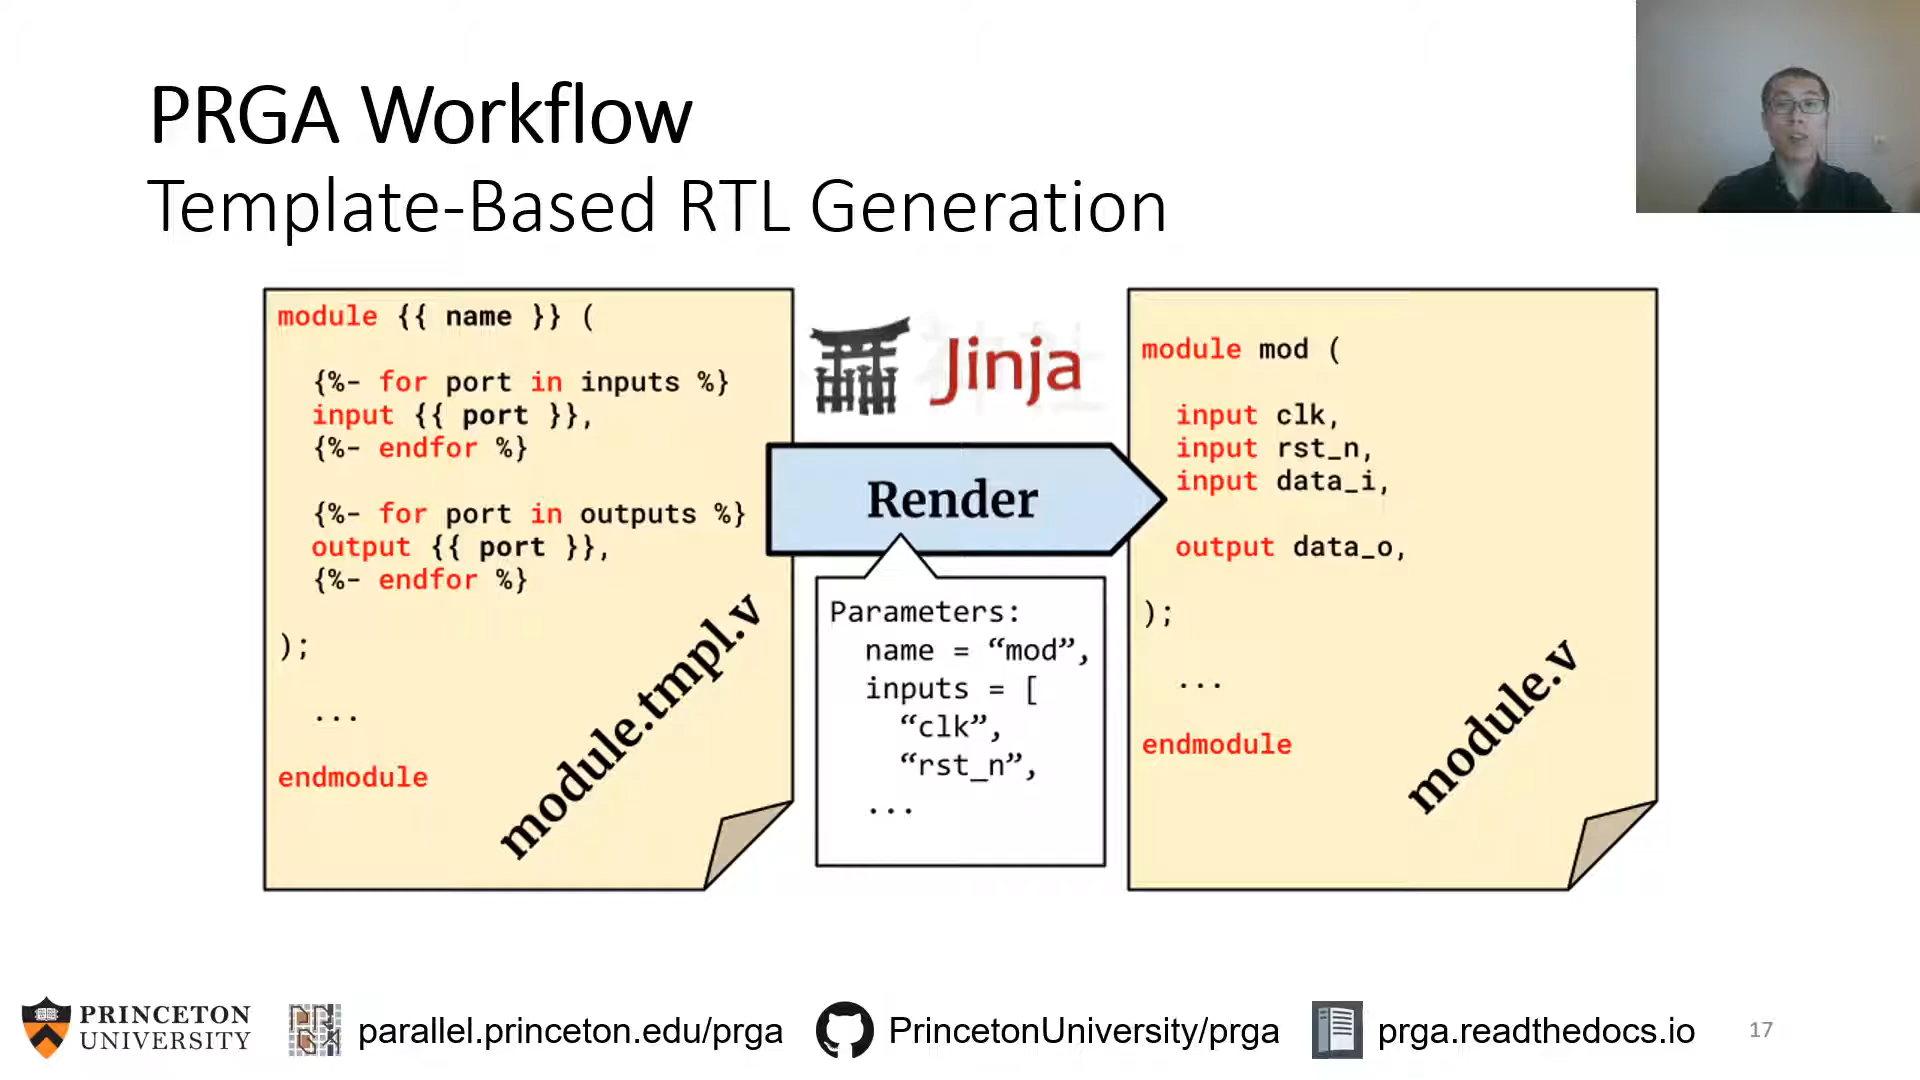 PRGA Workflow
Template-Based RTL Generation
module {{ name }} (
{%- for port in inputs %}
input {{ port }},
{%- endfor %}
{%- for port in outputs %}
output {{ port }},
{%- endfor %}
);
...
endmodule
module.tmpl.v
Jinja
Render
Parameters:
name = “mod”,
inputs = [
“clk”,
“rst_n”,
...
module mod (
input clk,
input rst_n,
input data_i,
output data_o,
);
...
endmodule
module.v
PRINCETON
UNIVERSITY
parallel.princeton.edu/prga
PrincetonUniversity/prga
prga.readthedocs.io
17